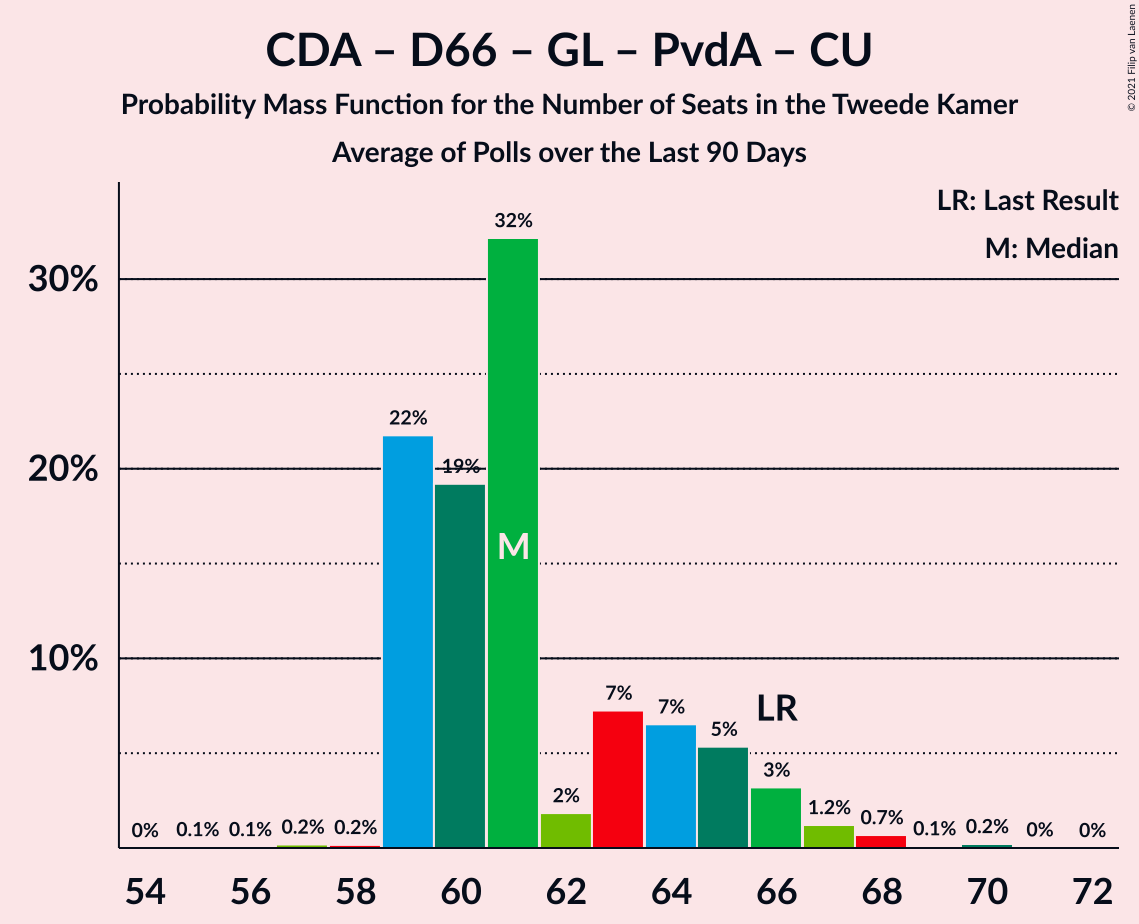 CDA – D66 – GL – PvdA – CU
Probability Mass Function for the Number of Seats in the Tweede Kamer
Average of Polls over the Last 90 Days
© 2021 Filip van Laenen
LR: Last Result
M: Median
30%
20%
10%
0%
0.1%
0.1%
0.2%
0.2%
22%
19%
32%
M
2%
7%
7%
5%
LR
3%
1.2%
0.7%
0.1%
0.2%
0%
0%
54 56 58 60 62 64 66 68 70 72